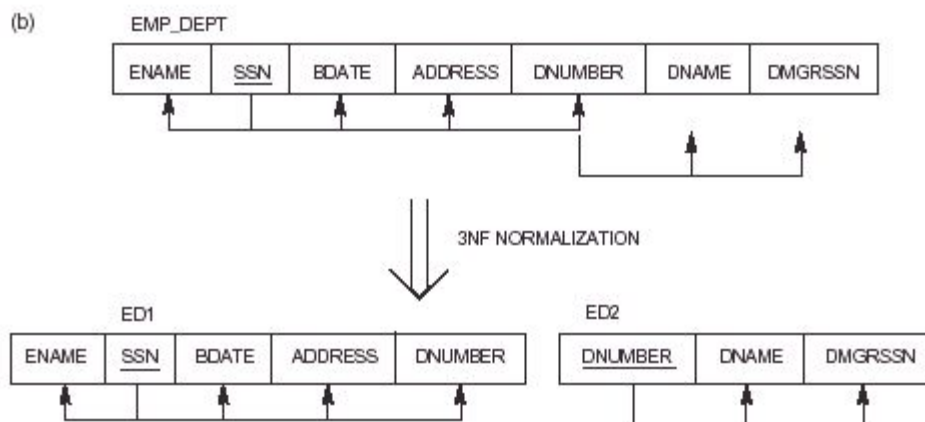 (b)
EMP_DEPT
ENAME SSN BDATE ADDRESS DNUMBER DNAME DMGRSSN
3NF NORMALIZATION
ED1 ED2
ENAME SSN BDATE ADDRESS DNUMBER DNUMBER DNAME DMGRSSN